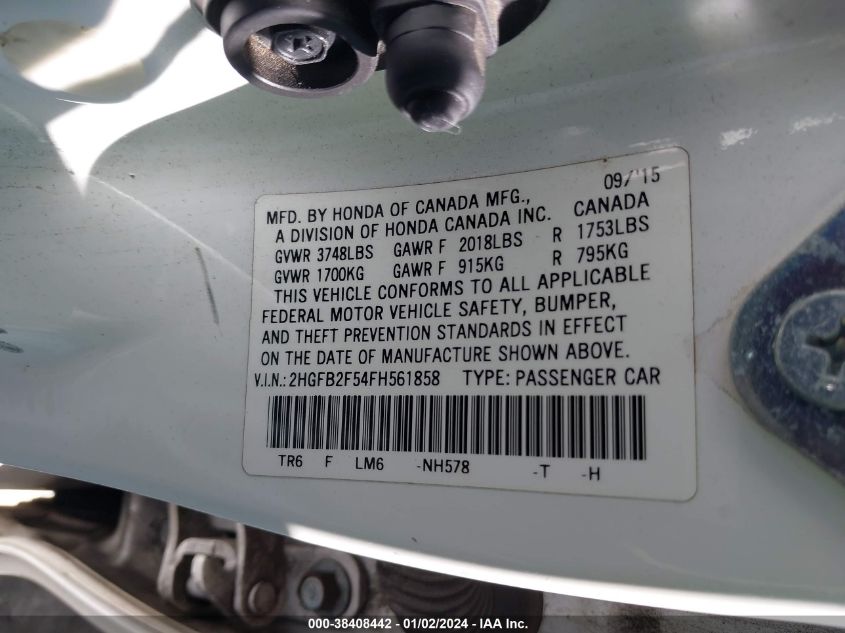 09/'15
MFD. BY HONDA OF CANADA MFG.,
A DIVISION OF HONDA CANADA INC. CANADA
GVWR 3748LBS GAWR F 2018LBS R 1753LBS
GVWR 1700KG GAWR F 915KG R 795KG
THIS VEHICLE CONFORMS TO ALL APPLICABLE
FEDERAL MOTOR VEHICLE SAFETY, BUMPER,
AND THEFT PREVENTION STANDARDS IN EFFECT
ON THE DATE OF MANUFACTURE SHOWN ABOVE.
V.I.N.: 2HGFB2F54FH561858 TYPE: PASSENGER CAR
TR6 F LM6 -NH578 -T -H
000-38408442 - 01/02/2024 - IAA Inc.